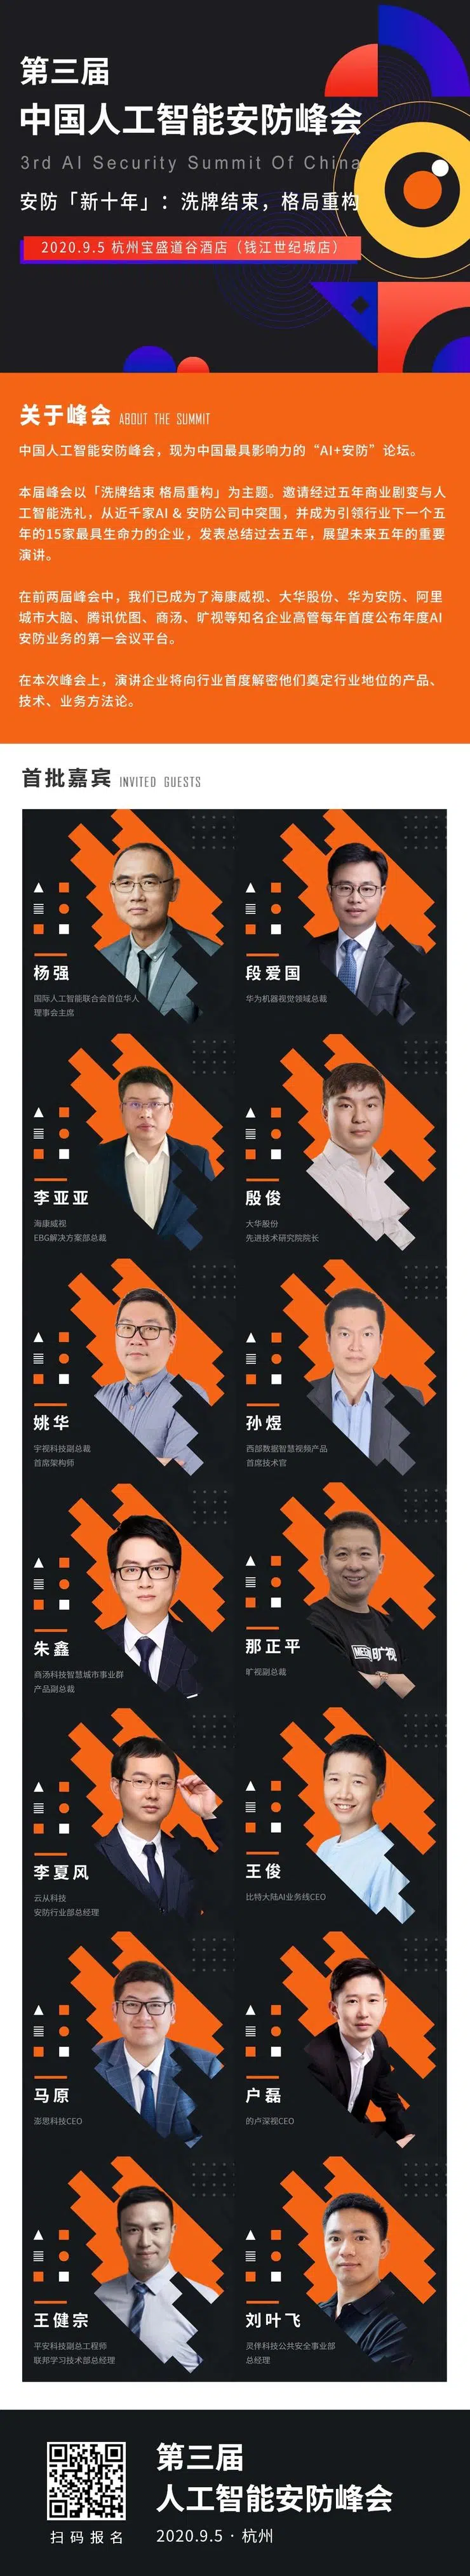 第三届
中国人工智能安防峰会
3rd AI Security Summit Of China
安防「新十年」：洗牌结束，格局重构
2020.9.5 杭州宝盛道谷酒店（钱江世纪城店）
关于峰会 ABOUT THE SUMMIT
中国人工智能安防峰会，现为中国最具影响力的“AI+安防”论坛。
本届峰会以「洗牌结束 格局重构」为主题。邀请经过五年商业剧变与人
工智能洗礼，从近千家AI & 安防公司中突围，并成为引领行业下一个五
年的15家最具生命力的企业，发表总结过去五年，展望未来五年的重要
演讲。
在前两届峰会中，我们已成为了海康威视、大华股份、华为安防、阿里
城市大脑、腾讯优图、商汤、旷视等知名企业高管每年首度公布年度AI
安防业务的第一会议平台。
在本次峰会上，演讲企业将向行业首度解密他们奠定行业地位的产品、
技术、业务方法论。
首批嘉宾 INVITED GUESTS
杨强
国际人工智能联合会首位华人
理事会主席
段爱国
华为机器视觉领域总裁
李亚亚
海康威视
EBG解决方案部总裁
殷俊
大华股份
先进技术研究院院长
姚华
宇视科技副总裁
首席架构师
孙煜
西部数据智慧视频产品
首席技术官
朱鑫
商汤科技智慧城市事业群
产品副总裁
那正平
旷视副总裁
MEGVII旷视
李夏风
云从科技
安防行业部总经理
王俊
比特大陆AI业务线CEO
马原
澎思科技CEO
户磊
的卢深视CEO
王健宗
平安科技副总工程师
联邦学习技术部总经理
刘叶飞
灵伴科技公共安全事业部
总经理
第三届
人工智能安防峰会
扫码报名
2020.9.5 · 杭州